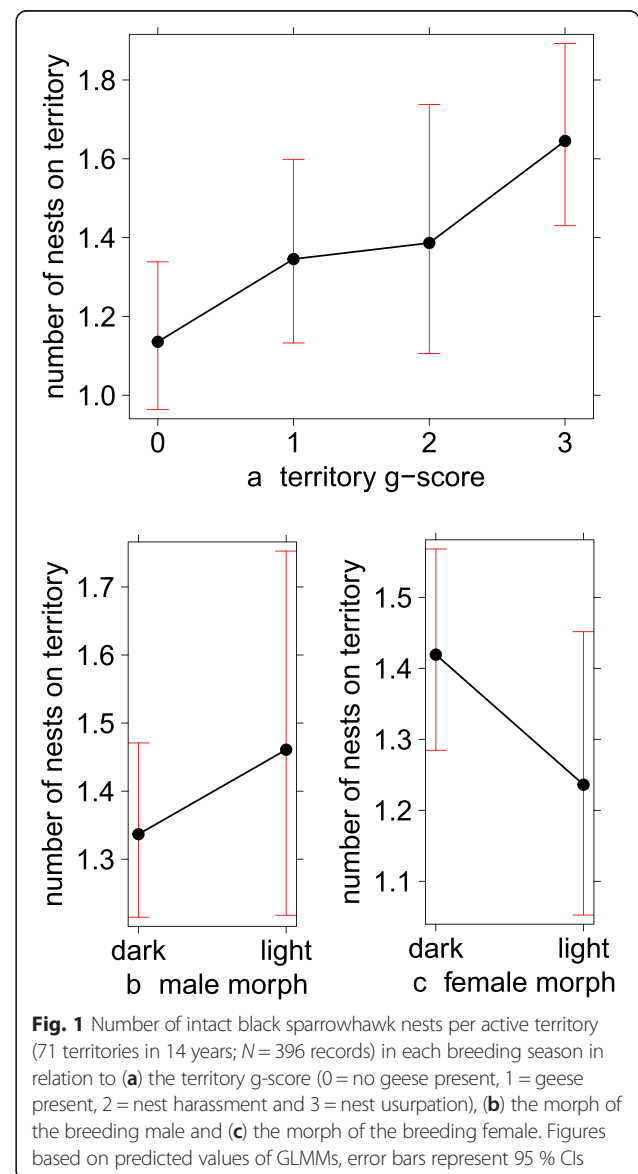 number of nests on territory
1.8
1.6
1.4
1.2
1.0
0 1 2 3
a territory g−score
number of nests on territory
1.7
1.6
1.5
1.4
1.3
dark light
b male morph
number of nests on territory
1.5
1.4
1.3
1.2
1.1
dark light
c female morph
Fig. 1 Number of intact black sparrowhawk nests per active territory
(71 territories in 14 years; N = 396 records) in each breeding season in
relation to (a) the territory g-score (0 = no geese present, 1 = geese
present, 2 = nest harassment and 3 = nest usurpation), (b) the morph of
the breeding male and (c) the morph of the breeding female. Figures
based on predicted values of GLMMs, error bars represent 95 % CIs